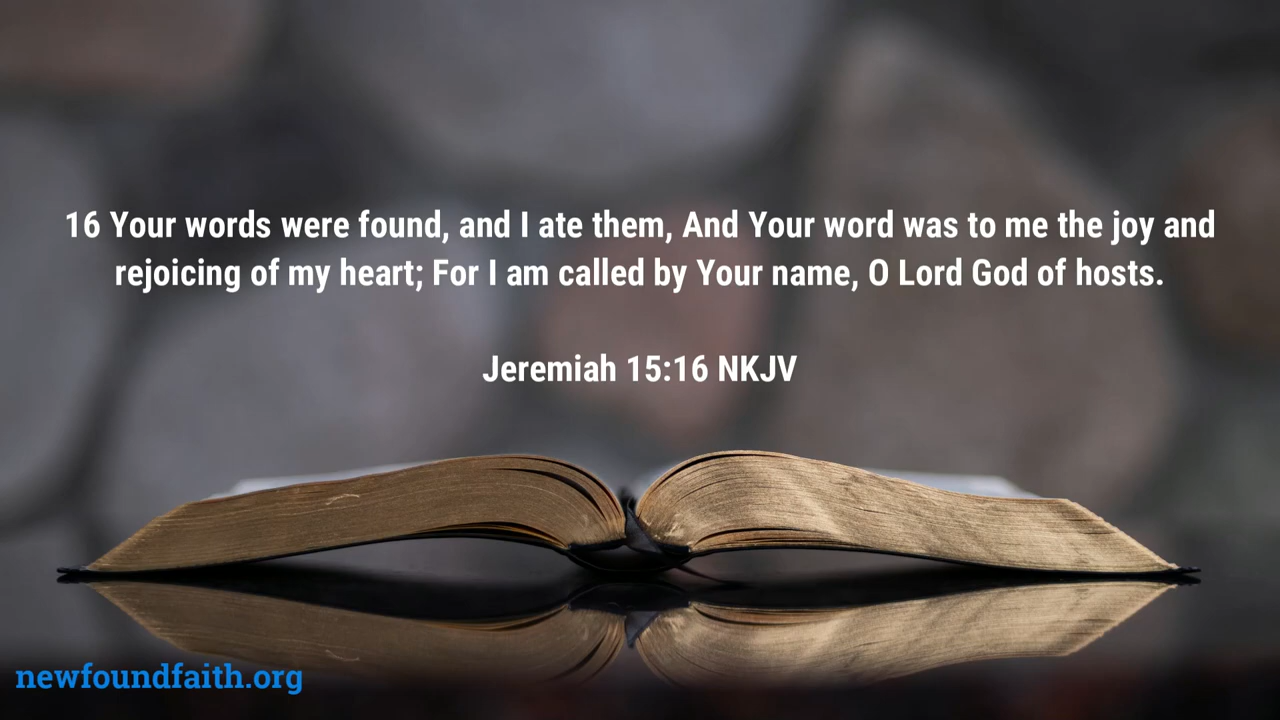 16 Your words were found, and I ate them, And Your word was to me the joy and
rejoicing of my heart; For I am called by Your name, O Lord God of hosts.
Jeremiah 15:16 NKJV
newfoundfaith.org